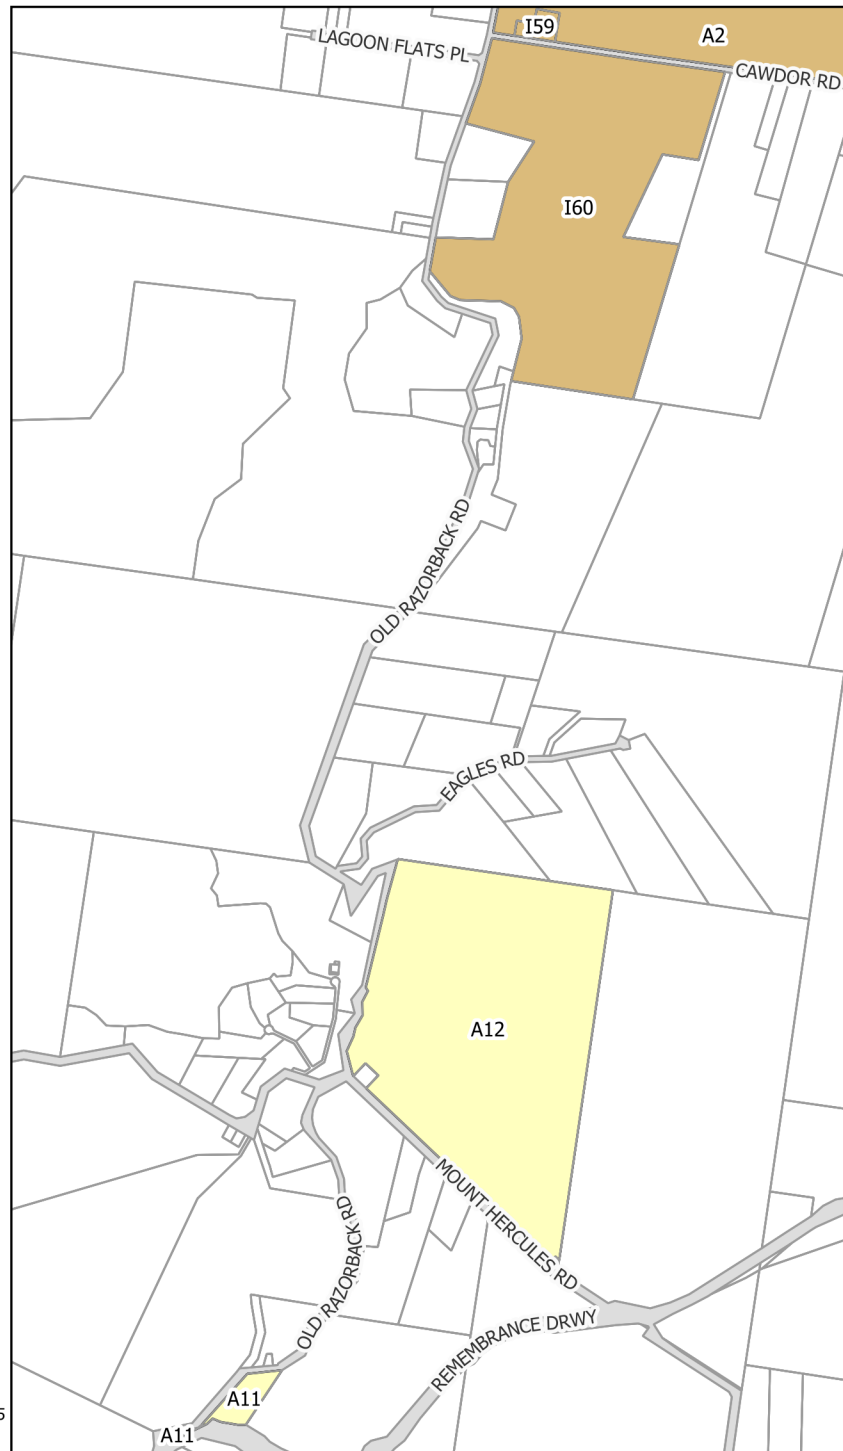 I59
A2
LAGOON FLATS PL
CAWDOR RD
I60
OLD RAZORBACK RD
EAGLES RD
A12
MOUNT HERCULES RD
OLD RAZORBACK RD
REMEMBRANCE DRWY
A11
5
A11